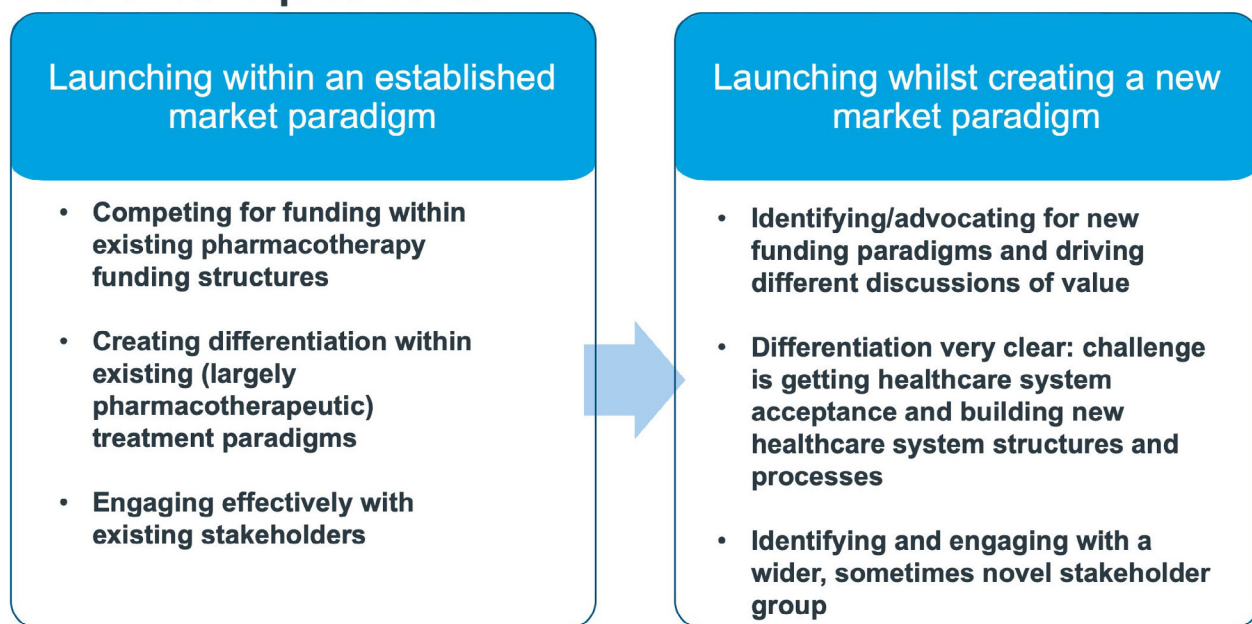 Launching within an established
market paradigm
• Competing for funding within
existing pharmacotherapy
funding structures
• Creating differentiation within
existing (largely
pharmacotherapeutic)
treatment paradigms
• Engaging effectively with
existing stakeholders
Launching whilst creating a new
market paradigm
• Identifying/advocating for new
funding paradigms and driving
different discussions of value
• Differentiation very clear: challenge
is getting healthcare system
acceptance and building new
healthcare system structures and
processes
• Identifying and engaging with a
wider, sometimes novel stakeholder
group